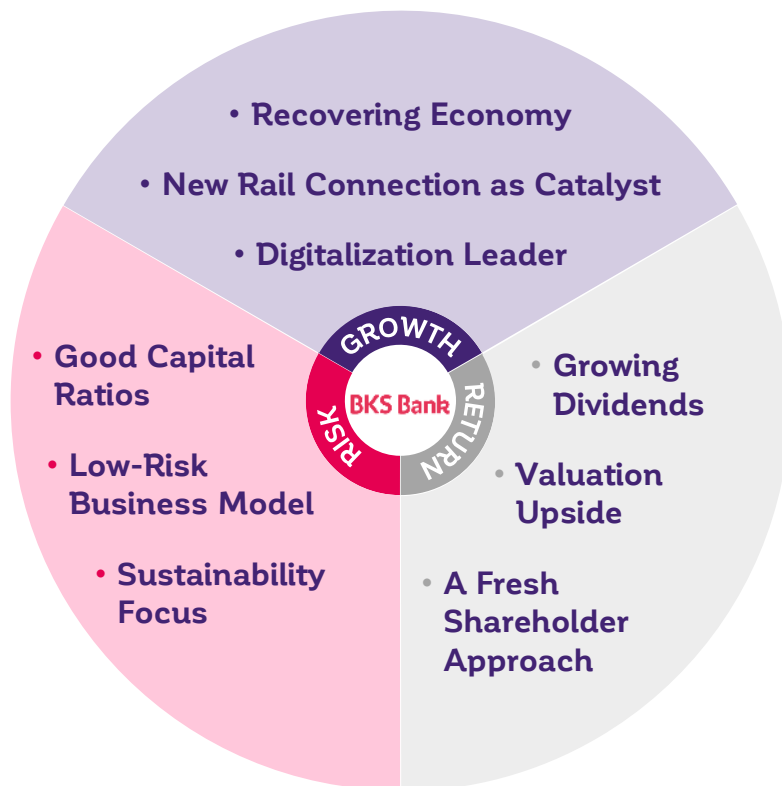 • Recovering Economy
• New Rail Connection as Catalyst
• Digitalization Leader
GROWTH
RISK
BKS Bank
RETURN
• Good Capital
Ratios
• Low-Risk
Business Model
• Sustainability
Focus
• Growing
Dividends
• Valuation
Upside
• A Fresh
Shareholder
Approach